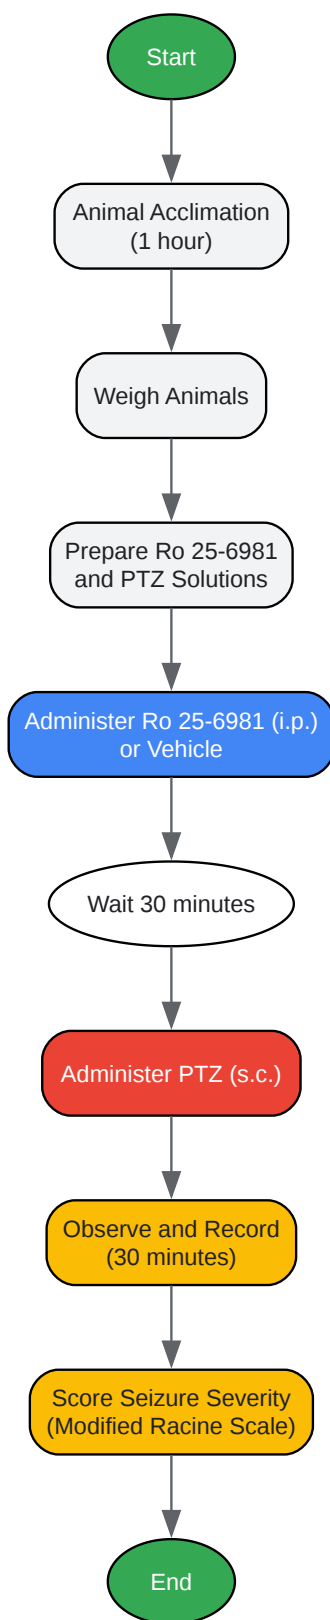 Start
Animal Acclimation
(1 hour)
Weigh Animals
Prepare Ro 25-6981
and PTZ Solutions
Administer Ro 25-6981 (i.p.)
or Vehicle
Wait 30 minutes
Administer PTZ (s.c.)
Observe and Record
(30 minutes)
Score Seizure Severity
(Modified Racine Scale)
End